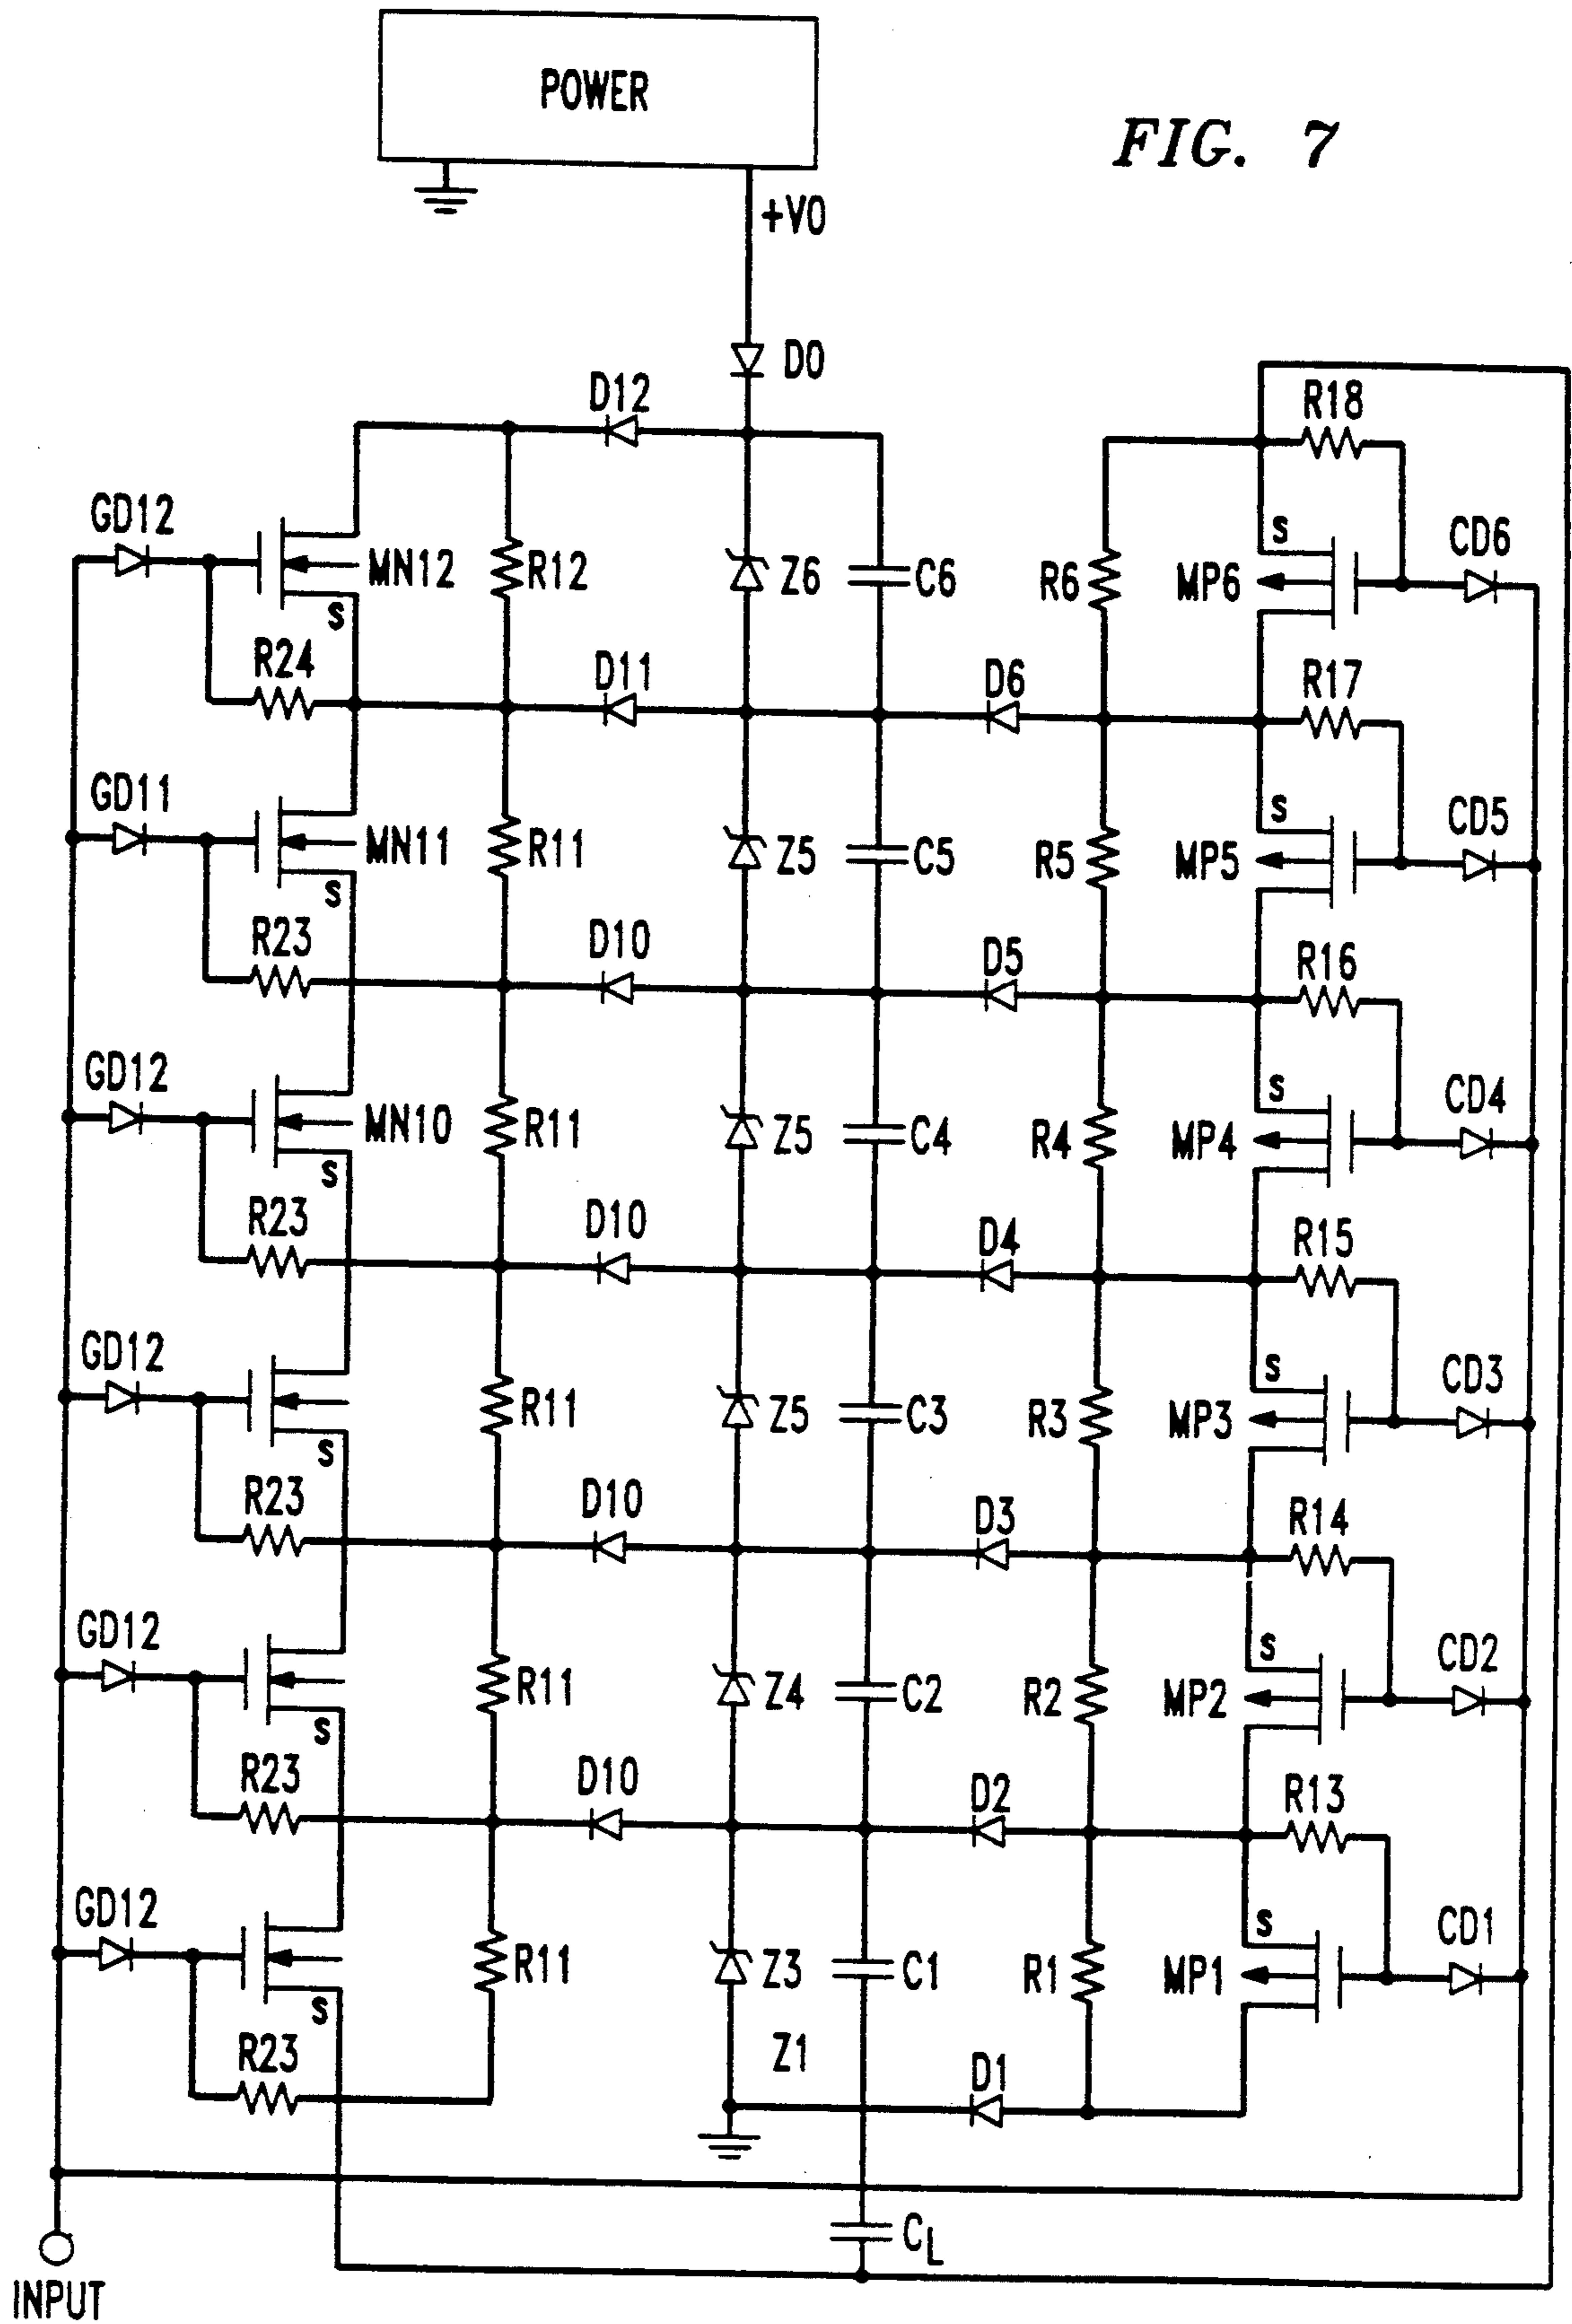 POWER
FIG. 7
+V0
D0
D12
R18
GD12
MN12
S
R12
Z6
C6
R6
S
MP6
CD6
R24
D11
D6
R17
GD11
MN11
S
R11
Z5
C5
R5
S
MP5
CD5
R23
D10
D5
R16
GD12
MN10
S
R11
Z5
C4
R4
S
MP4
CD4
R23
D10
D4
R15
GD12
S
R11
Z5
C3
R3
S
MP3
CD3
R23
D10
D3
R14
GD12
S
R11
Z4
C2
R2
S
MP2
CD2
R23
D10
D2
R13
GD12
S
R11
Z3
C1
R1
S
MP1
CD1
R23
Z1
D1
CL
INPUT